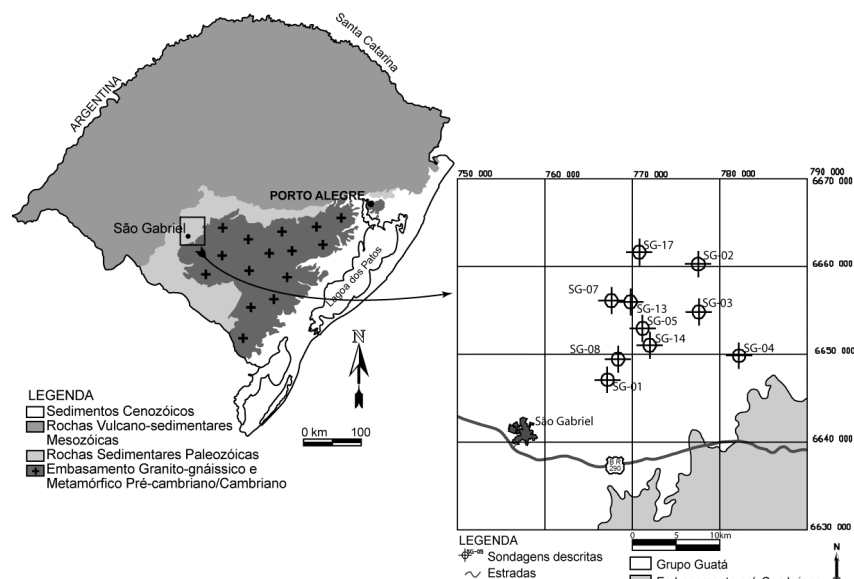 Santa Catarina
ARGENTINA
PORTO ALEGRE
São Gabriel
Lagoa dos Patos
N
LEGENDA
Sedimentos Cenozóicos
Rochas Vulcano-sedimentares
Mesozóicas
Rochas Sedimentares Paleozóicas
Embasamento Granito-gnáissico e
Metamórfico Pré-cambriano/Cambriano
0 km 100
750 000
760 000
770 000
780 000
790 000
6670 000
SG-17
SG-02
6660 000
SG-07
SG-13
SG-03
SG-05
SG-14
SG-08
SG-04
6650 000
SG-01
São Gabriel
6640 000
BR
290
6630 000
LEGENDA
0 5 10km
N
SG-05 Sondagens descritas
Grupo Guatá
Estradas